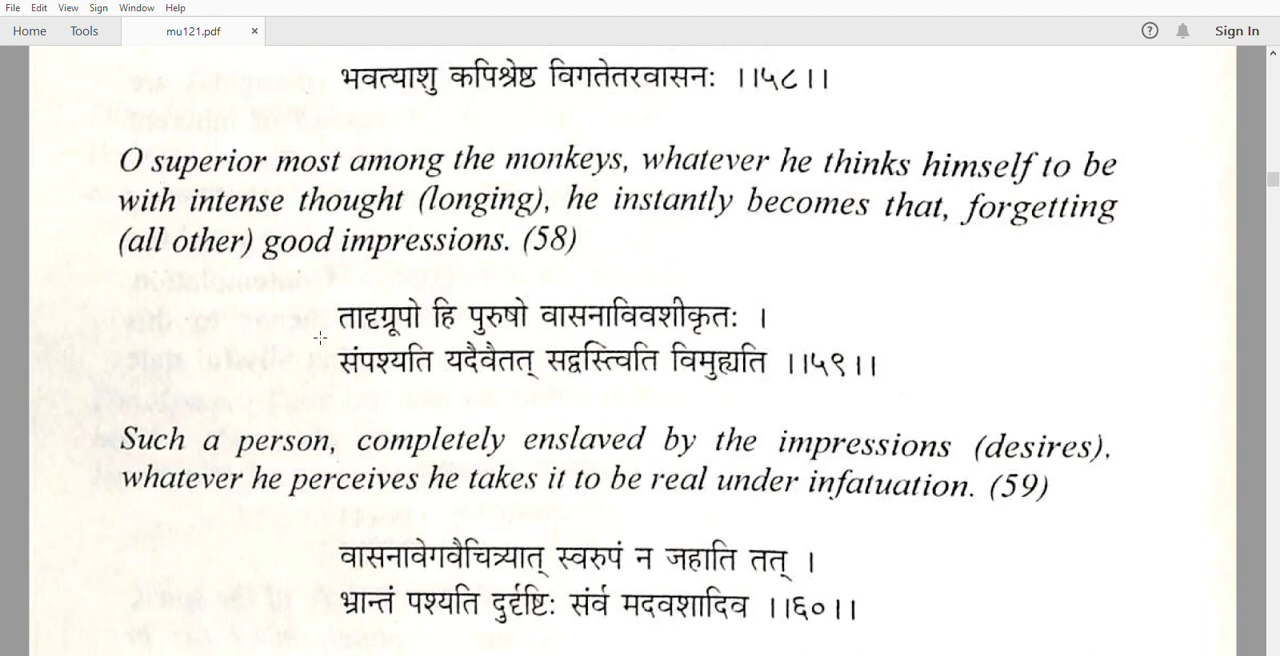 File Edit View Sign Window Help
Home Tools mu121.pdf × ? Sign In
भवत्याशु कपिश्रेष्ठ विगतेतरवासनः ।।५८।।
O superior most among the monkeys, whatever he thinks himself to be
with intense thought (longing), he instantly becomes that, forgetting
(all other) good impressions. (58)
तादृग्रूपो हि पुरुषो वासनाविवशीकृतः ।
संपश्यति यदैवैतत् सद्वस्त्विति विमुह्यति ।।५९।।
Such a person, completely enslaved by the impressions (desires),
whatever he perceives he takes it to be real under infatuation. (59)
वासनावेगवैचित्र्यात् स्वरुपं न जहाति तत् ।
भ्रान्तं पश्यति दुर्दृष्टिः संर्व मदवशादिव ।।६०।।